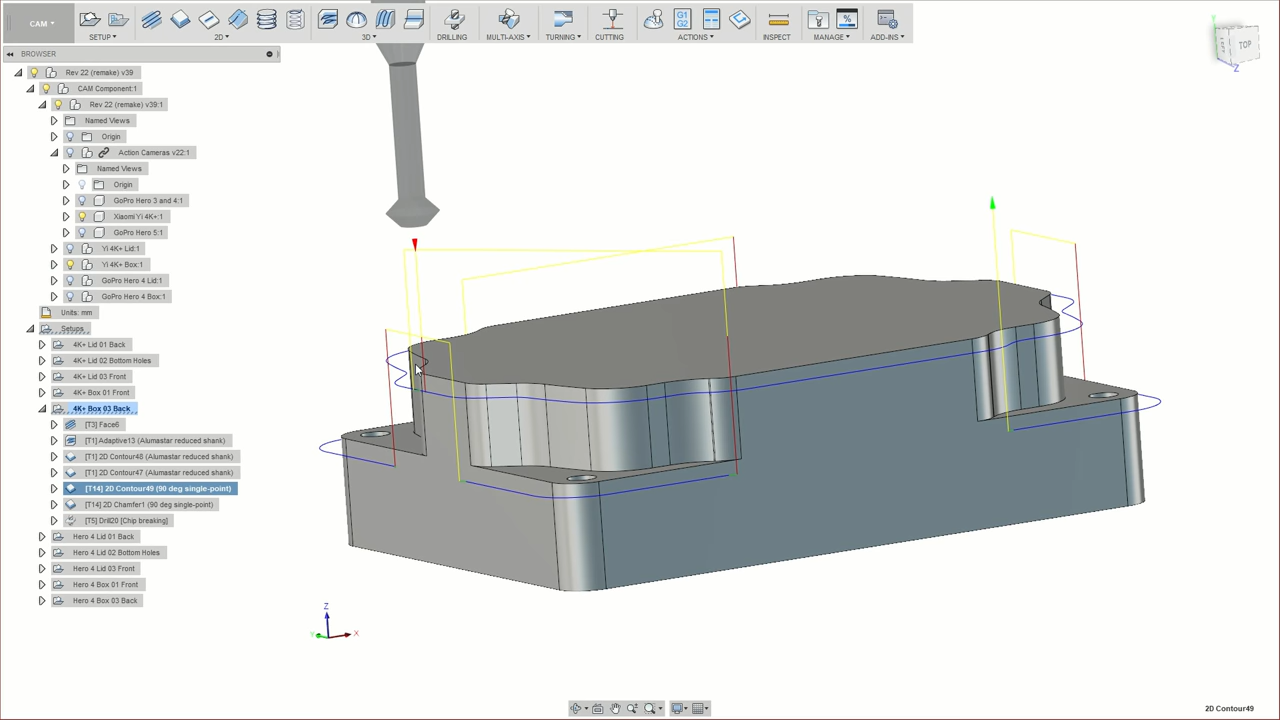 CAM
SETUP
2D
3D
DRILLING
MULTI-AXIS
TURNING
CUTTING
G1
G2
ACTIONS
INSPECT
MANAGE
ADD-INS
BROWSER
TOP
Z
Rev 22 (remake) v39
CAM Component:1
Rev 22 (remake) v39:1
Named Views
Origin
Action Cameras v22:1
Named Views
Origin
GoPro Hero 3 and 4:1
Xiaomi Yi 4K+:1
GoPro Hero 5:1
Yi 4K+ Lid:1
Yi 4K+ Box:1
GoPro Hero 4 Lid:1
GoPro Hero 4 Box:1
Units: mm
Setups
4K+ Lid 01 Back
4K+ Lid 02 Bottom Holes
4K+ Lid 03 Front
4K+ Box 01 Front
4K+ Box 03 Back
[T3] Face6
[T1] Adaptive13 (Alumastar reduced shank)
[T1] 2D Contour48 (Alumastar reduced shank)
[T1] 2D Contour47 (Alumastar reduced shank)
[T14] 2D Contour49 (90 deg single-point)
[T14] 2D Chamfer1 (90 deg single-point)
[T5] Drill20 [Chip breaking]
Hero 4 Lid 01 Back
Hero 4 Lid 02 Bottom Holes
Hero 4 Lid 03 Front
Hero 4 Box 01 Front
Hero 4 Box 03 Back
Z
Y
X
2D Contour49